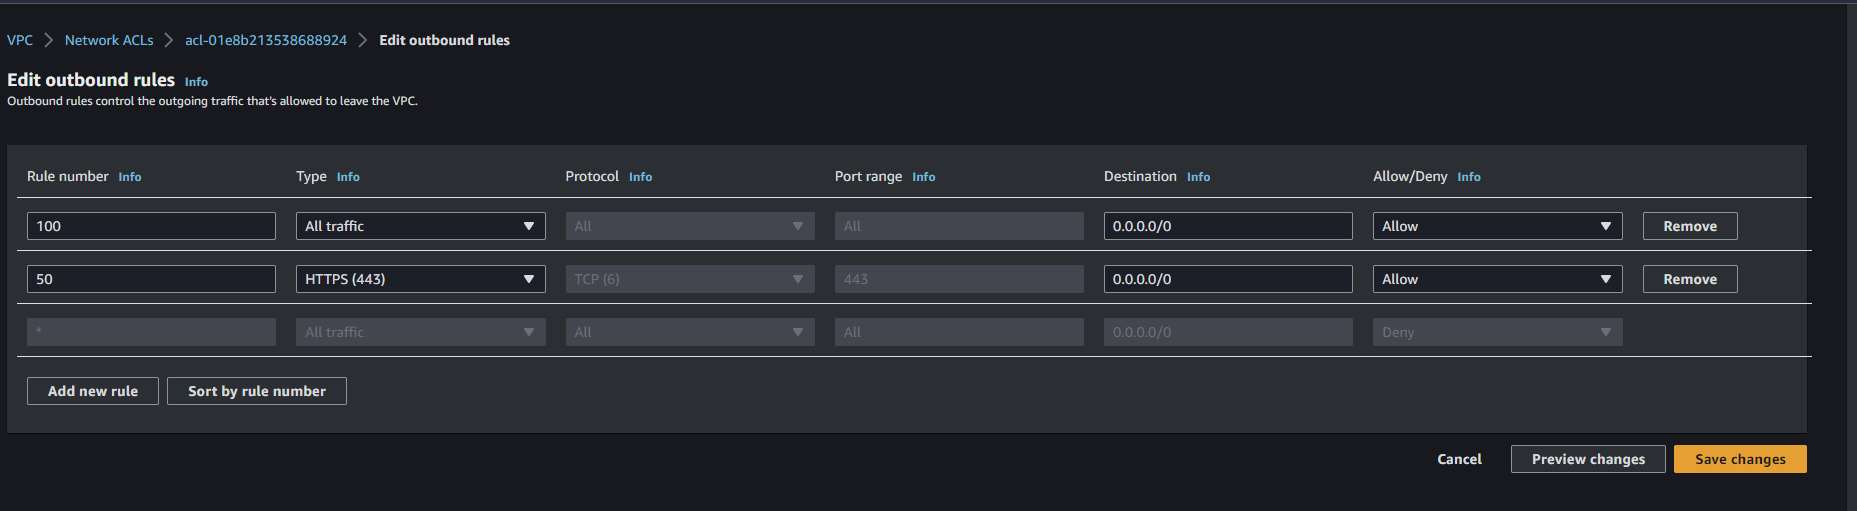 VPC > Network ACLs > acl-01e8b213538688924 > Edit outbound rules
Edit outbound rules Info
Outbound rules control the outgoing traffic that's allowed to leave the VPC.
Rule number Info Type Info Protocol Info Port range Info Destination Info Allow/Deny Info
100 All traffic All All 0.0.0.0/0 Allow Remove
50 HTTPS (443) TCP (6) 443 0.0.0.0/0 Allow Remove
* All traffic All All 0.0.0.0/0 Deny
Add new rule Sort by rule number
Cancel Preview changes Save changes